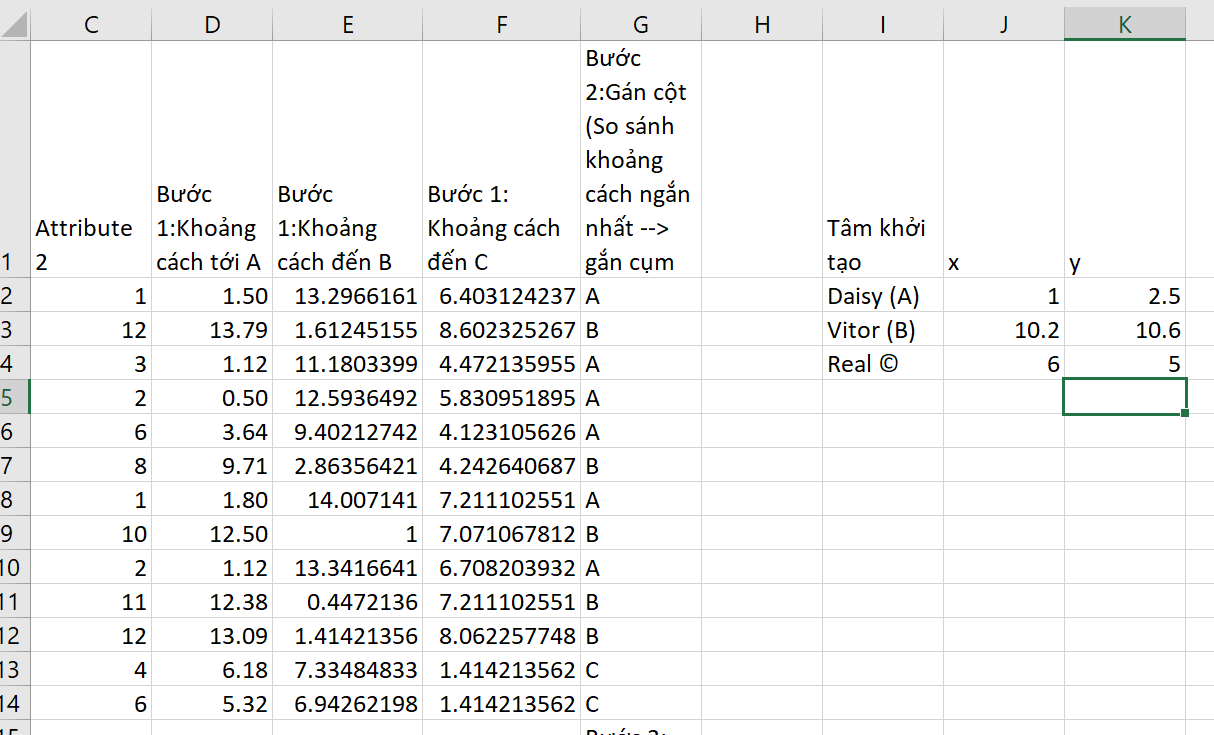 C D E F G H I J K
Bước
2:Gán cột
(So sánh
khoảng
Bước Bước Bước 1: cách ngắn
Attribute 1:Khoảng 1:Khoảng Khoảng cách nhất --> Tâm khởi
1 2 cách tới A cách đến B đến C gắn cụm tạo x y
2 1 1.50 13.2966161 6.403124237 A Daisy (A) 1 2.5
3 12 13.79 1.61245155 8.602325267 B Vitor (B) 10.2 10.6
4 3 1.12 11.1803399 4.472135955 A Real © 6 5
5 2 0.50 12.5936492 5.830951895 A
6 6 3.64 9.40212742 4.123105626 A
7 8 9.71 2.86356421 4.242640687 B
8 1 1.80 14.007141 7.211102551 A
9 10 12.50 1 7.071067812 B
10 2 1.12 13.3416641 6.708203932 A
11 11 12.38 0.4472136 7.211102551 B
12 12 13.09 1.41421356 8.062257748 B
13 4 6.18 7.33484833 1.414213562 C
14 6 5.32 6.94262198 1.414213562 C